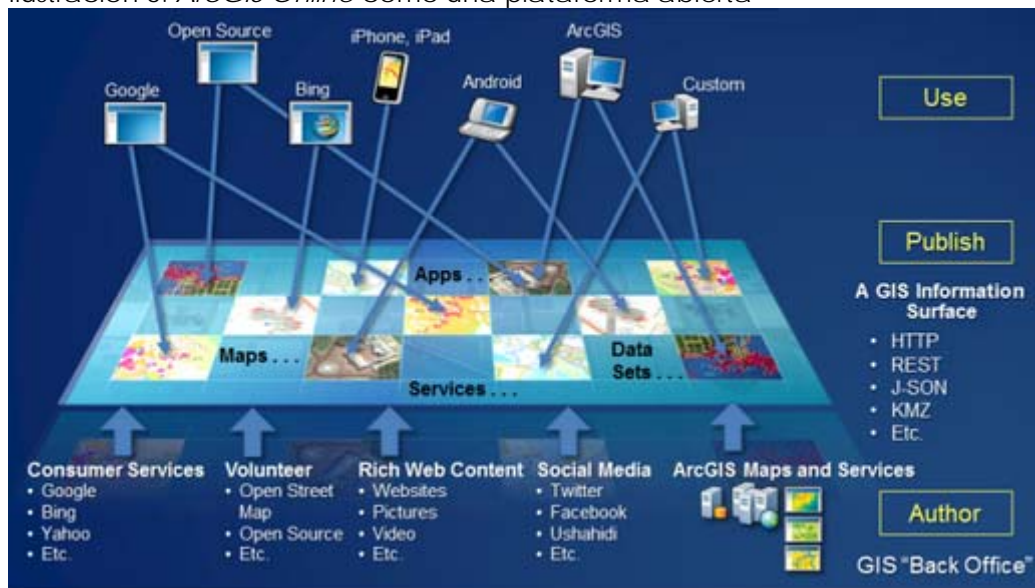 Ilustración 3: ArcGIS Online como una plataforma abierta
Open Source
iPhone, iPad
ArcGIS
Google
Bing
Android
Custom
Use
Publish
Apps . . .
Maps . . .
Data
Sets . . .
Services . . .
A GIS Information
Surface
• HTTP
• REST
• J-SON
• KMZ
• Etc.
Consumer Services
• Google
• Bing
• Yahoo
• Etc.
Volunteer
• Open Street
Map
• Open Source
• Etc.
Rich Web Content
• Websites
• Pictures
• Video
• Etc.
Social Media
• Twitter
• Facebook
• Ushahidi
• Etc.
ArcGIS Maps and Services
Author
GIS “Back Office”